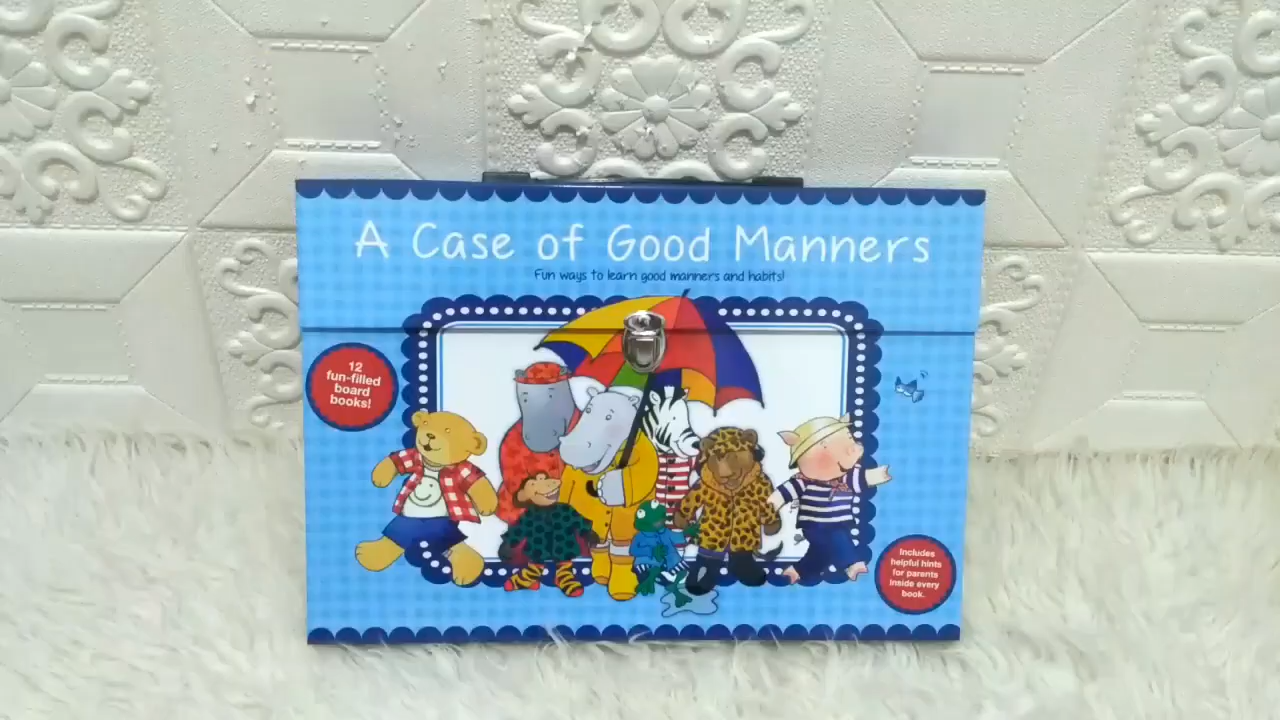 A Case of Good Manners
Fun ways to learn good manners and habits!
12
fun-filled
board
books!
Includes
helpful hints
for parents
inside every
book.